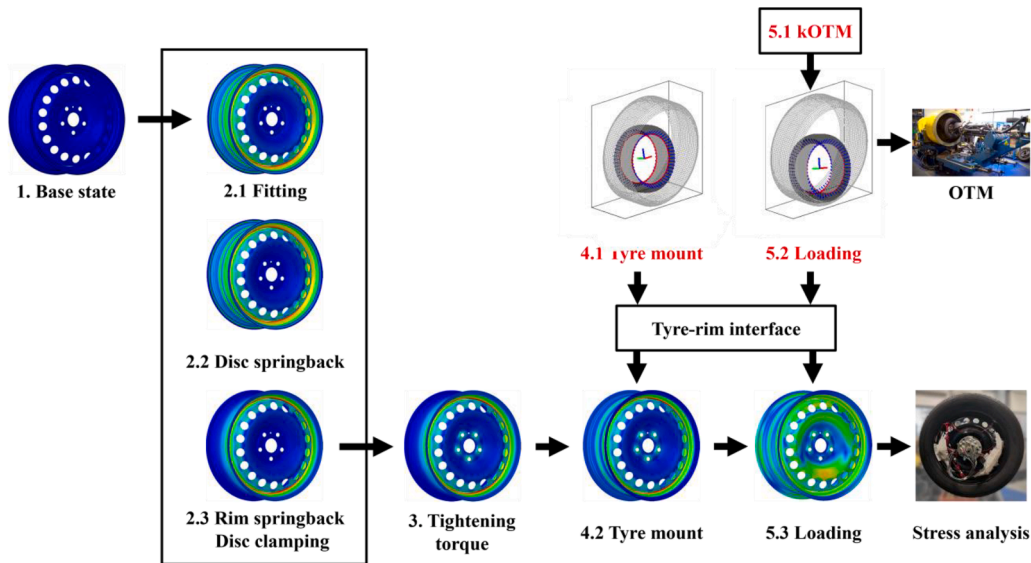 5.1 kOTM
1. Base state
2.1 Fitting
OTM
4.1 Tyre mount
5.2 Loading
Tyre-rim interface
2.2 Disc springback
2.3 Rim springback
Disc clamping
3. Tightening
torque
4.2 Tyre mount
5.3 Loading
Stress analysis